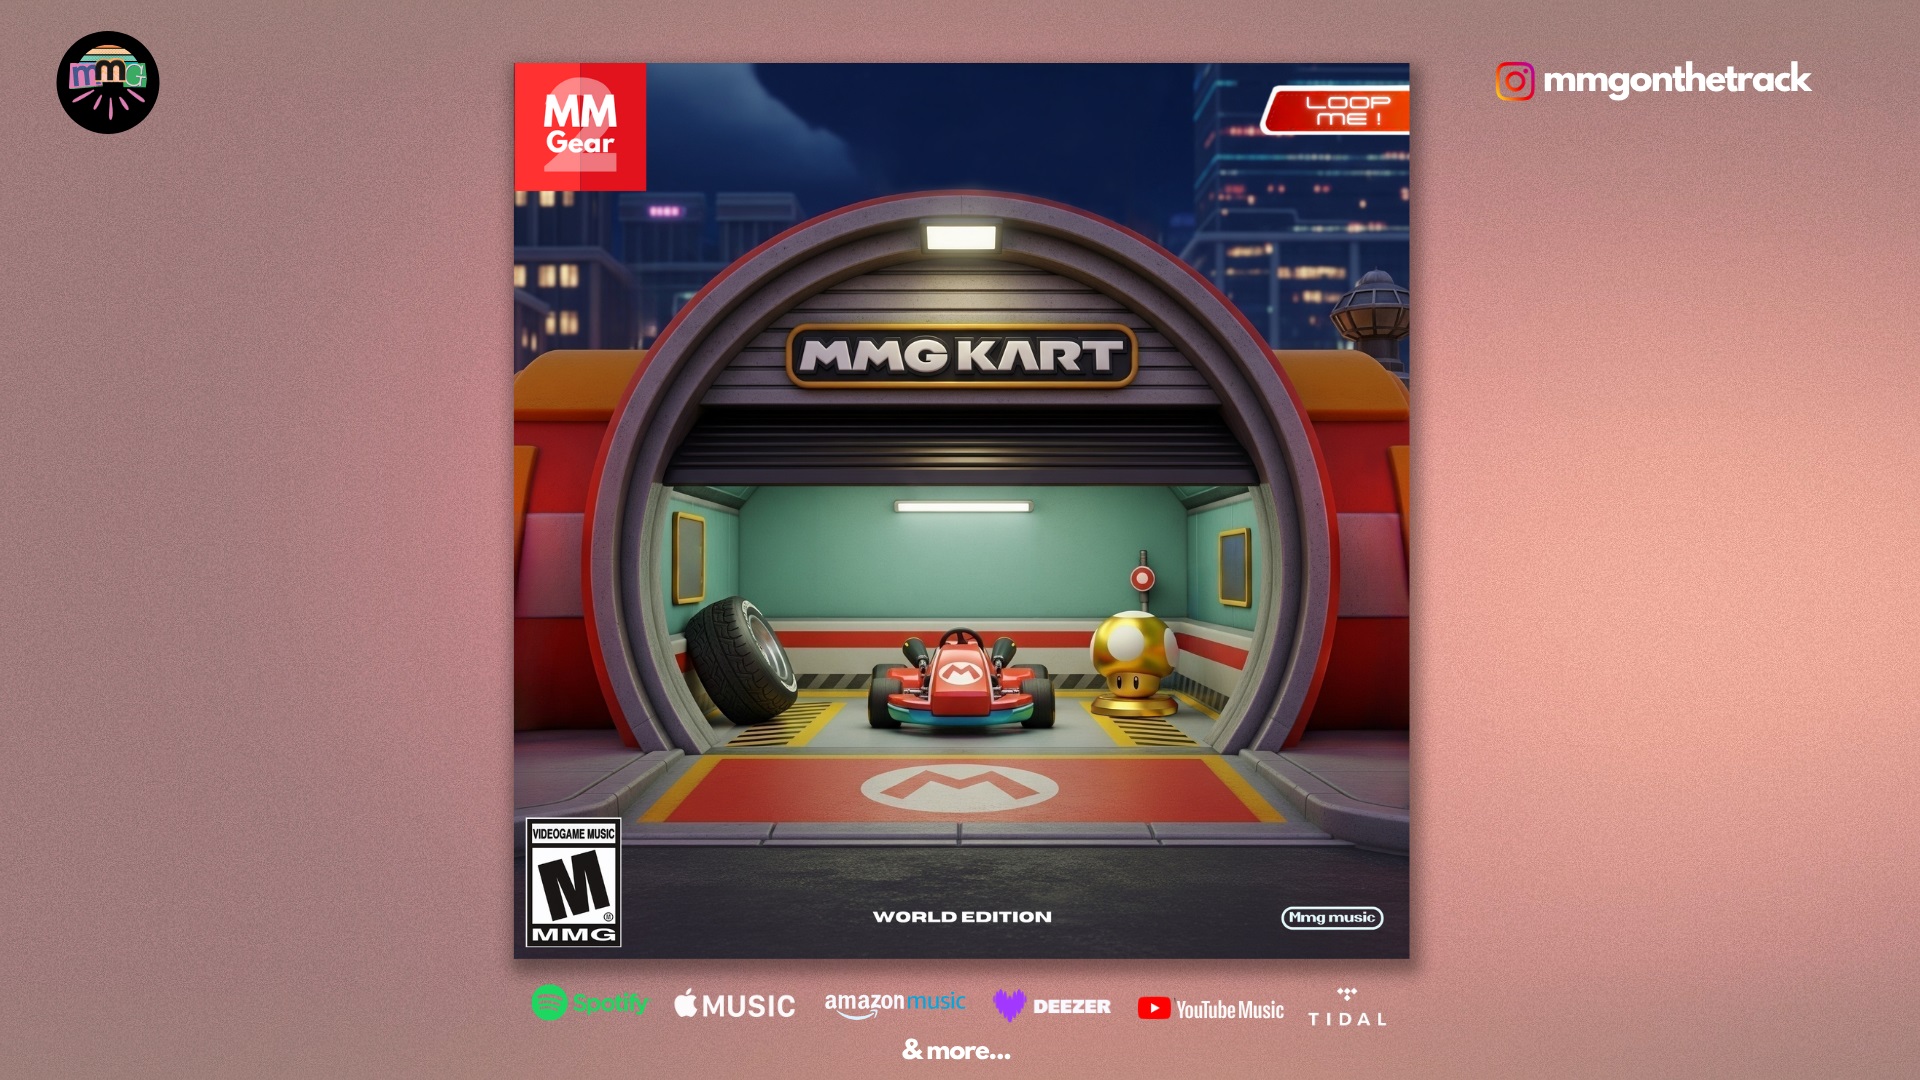 mmG
mmgonthetrack
2
MM
Gear
LOOP
ME !
MMG KART
M
M
VIDEOGAME MUSIC
M
M
MMG
WORLD EDITION
Mmg music
Spotify
MUSIC
amazon music
DEEZER
YouTube Music
TIDAL
& more...